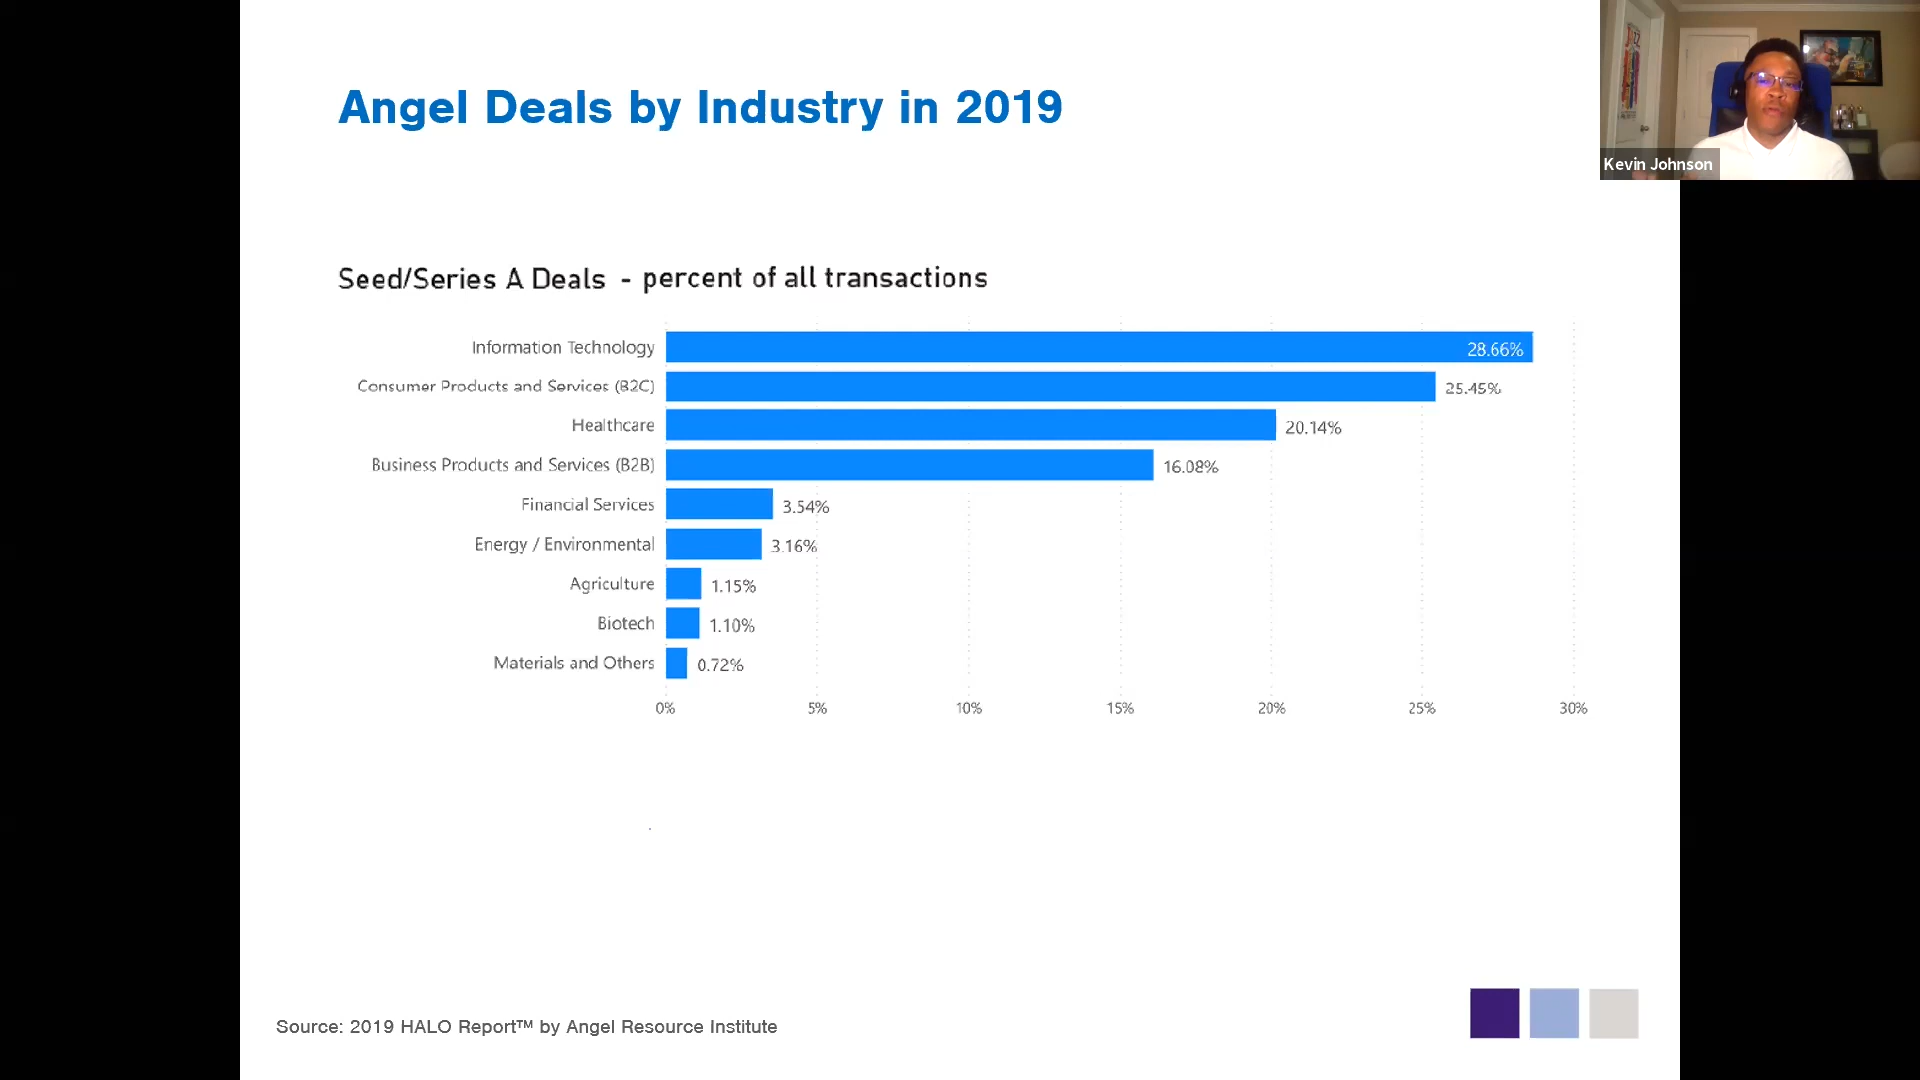 Angel Deals by Industry in 2019
Kevin Johnson
Seed/Series A Deals - percent of all transactions
Information Technology 28.66%
Consumer Products and Services (B2C) 25.45%
Healthcare 20.14%
Business Products and Services (B2B) 16.08%
Financial Services 3.54%
Energy / Environmental 3.16%
Agriculture 1.15%
Biotech 1.10%
Materials and Others 0.72%
0% 5% 10% 15% 20% 25% 30%
Source: 2019 HALO Report™ by Angel Resource Institute